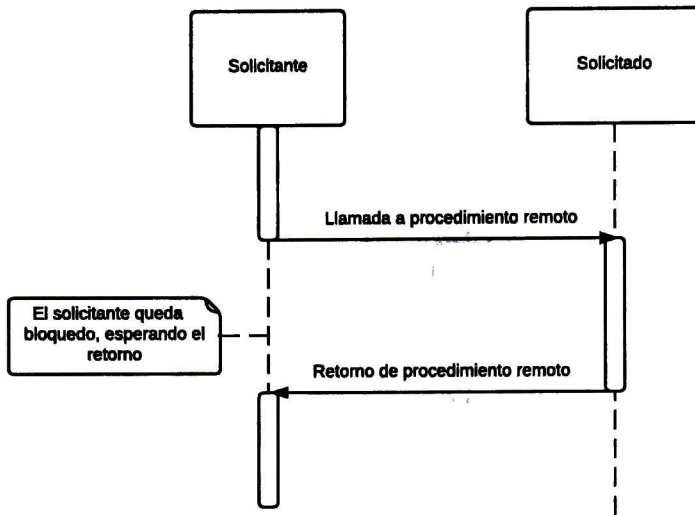 Solicitante
Solicitado
Llamada a procedimiento remoto
El solicitante queda
bloquedo, esperando el
retorno
Retorno de procedimiento remoto